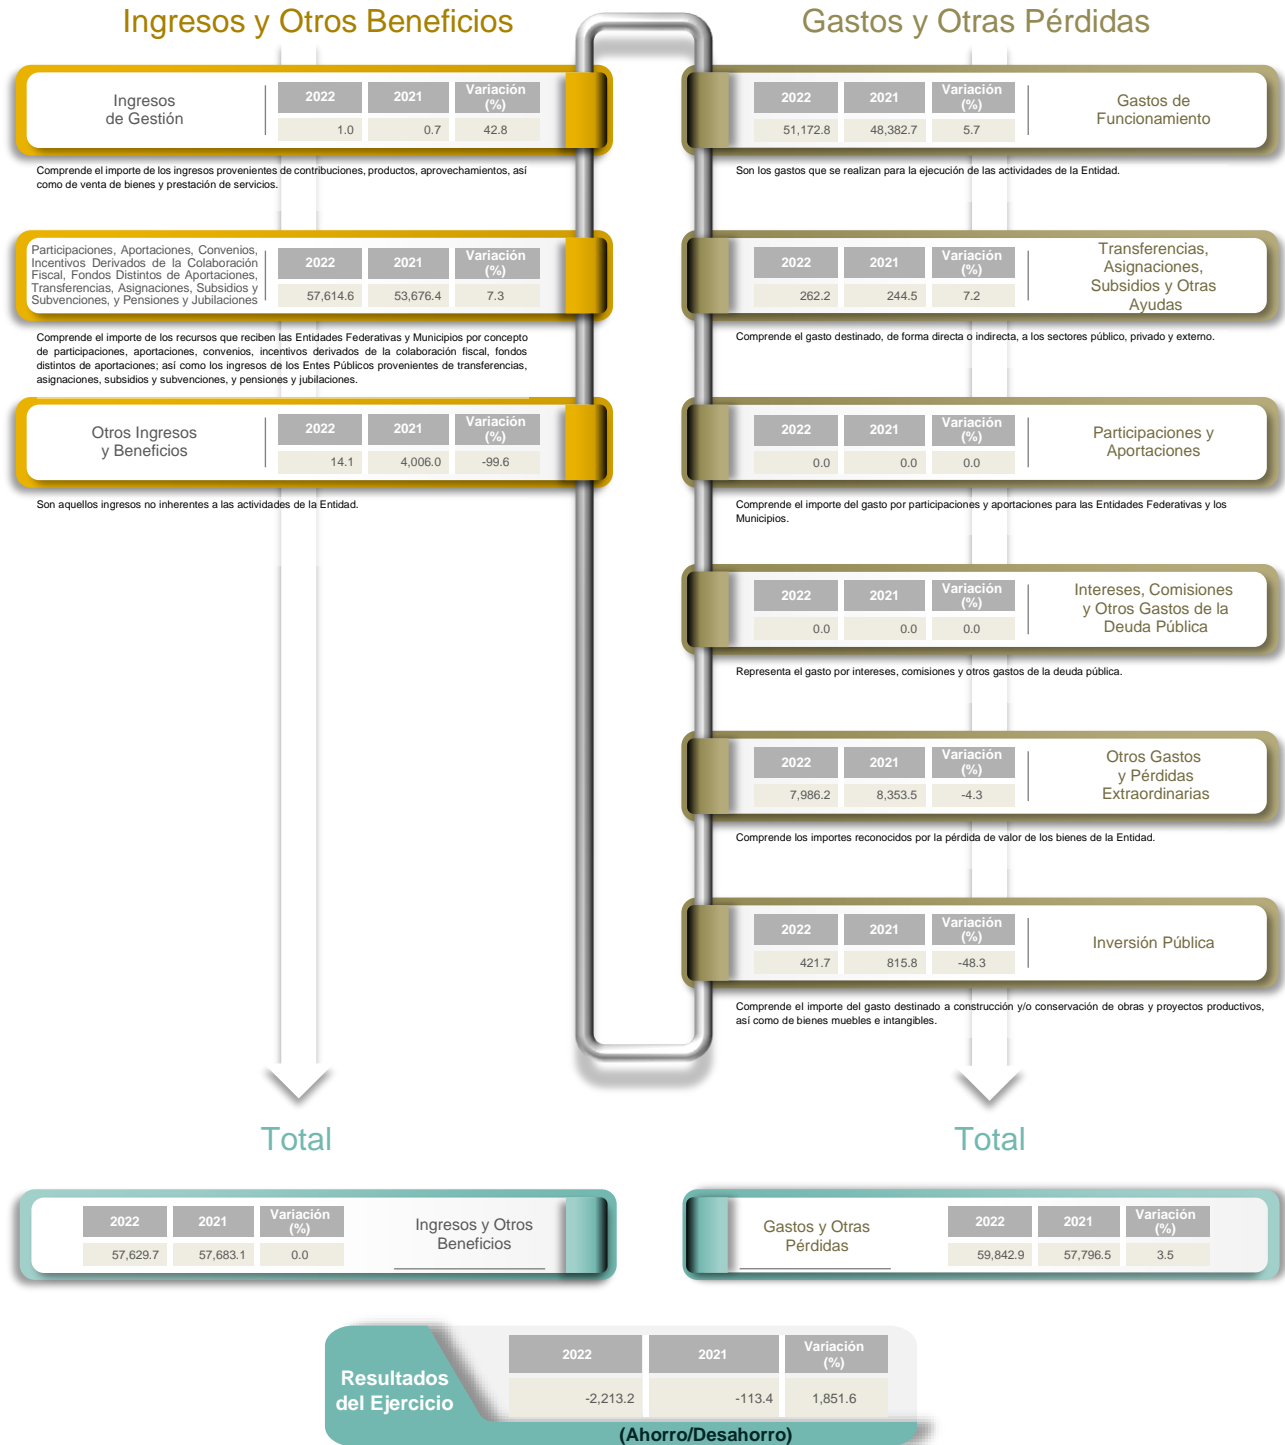 Ingresos y Otros Beneficios
Ingresos
de Gestión
2022 2021 Variación (%)
1.0 0.7 42.8
Comprende el importe de los ingresos provenientes de contribuciones, productos, aprovechamientos, así
como de venta de bienes y prestación de servicios.
Participaciones, Aportaciones, Convenios,
Incentivos Derivados de la Colaboración
Fiscal, Fondos Distintos de Aportaciones,
Transferencias, Asignaciones, Subsidios y
Subvenciones, y Pensiones y Jubilaciones
2022 2021 Variación (%)
57,614.6 53,676.4 7.3
Comprende el importe de los recursos que reciben las Entidades Federativas y Municipios por concepto
de participaciones, aportaciones, convenios, incentivos derivados de la colaboración fiscal, fondos
distintos de aportaciones; así como los ingresos de los Entes Públicos provenientes de transferencias,
asignaciones, subsidios y subvenciones, y pensiones y jubilaciones.
Otros Ingresos
y Beneficios
2022 2021 Variación (%)
14.1 4,006.0 -99.6
Son aquellos ingresos no inherentes a las actividades de la Entidad.
Total
2022 2021 Variación (%)
57,629.7 57,683.1 0.0
Ingresos y Otros
Beneficios
Gastos y Otras Pérdidas
2022 2021 Variación (%)
51,172.8 48,382.7 5.7
Gastos de
Funcionamiento
Son los gastos que se realizan para la ejecución de las actividades de la Entidad.
2022 2021 Variación (%)
262.2 244.5 7.2
Transferencias,
Asignaciones,
Subsidios y Otras
Ayudas
Comprende el gasto destinado, de forma directa o indirecta, a los sectores público, privado y externo.
2022 2021 Variación (%)
0.0 0.0 0.0
Participaciones y
Aportaciones
Comprende el importe del gasto por participaciones y aportaciones para las Entidades Federativas y los
Municipios.
2022 2021 Variación (%)
0.0 0.0 0.0
Intereses, Comisiones
y Otros Gastos de la
Deuda Pública
Representa el gasto por intereses, comisiones y otros gastos de la deuda pública.
2022 2021 Variación (%)
7,986.2 8,353.5 -4.3
Otros Gastos
y Pérdidas
Extraordinarias
Comprende los importes reconocidos por la pérdida de valor de los bienes de la Entidad.
2022 2021 Variación (%)
421.7 815.8 -48.3
Inversión Pública
Comprende el importe del gasto destinado a construcción y/o conservación de obras y proyectos productivos,
así como de bienes muebles e intangibles.
Total
Gastos y Otras
Pérdidas
2022 2021 Variación (%)
59,842.9 57,796.5 3.5
Resultados
del Ejercicio
2022 2021 Variación (%)
-2,213.2 -113.4 1,851.6
(Ahorro/Desahorro)